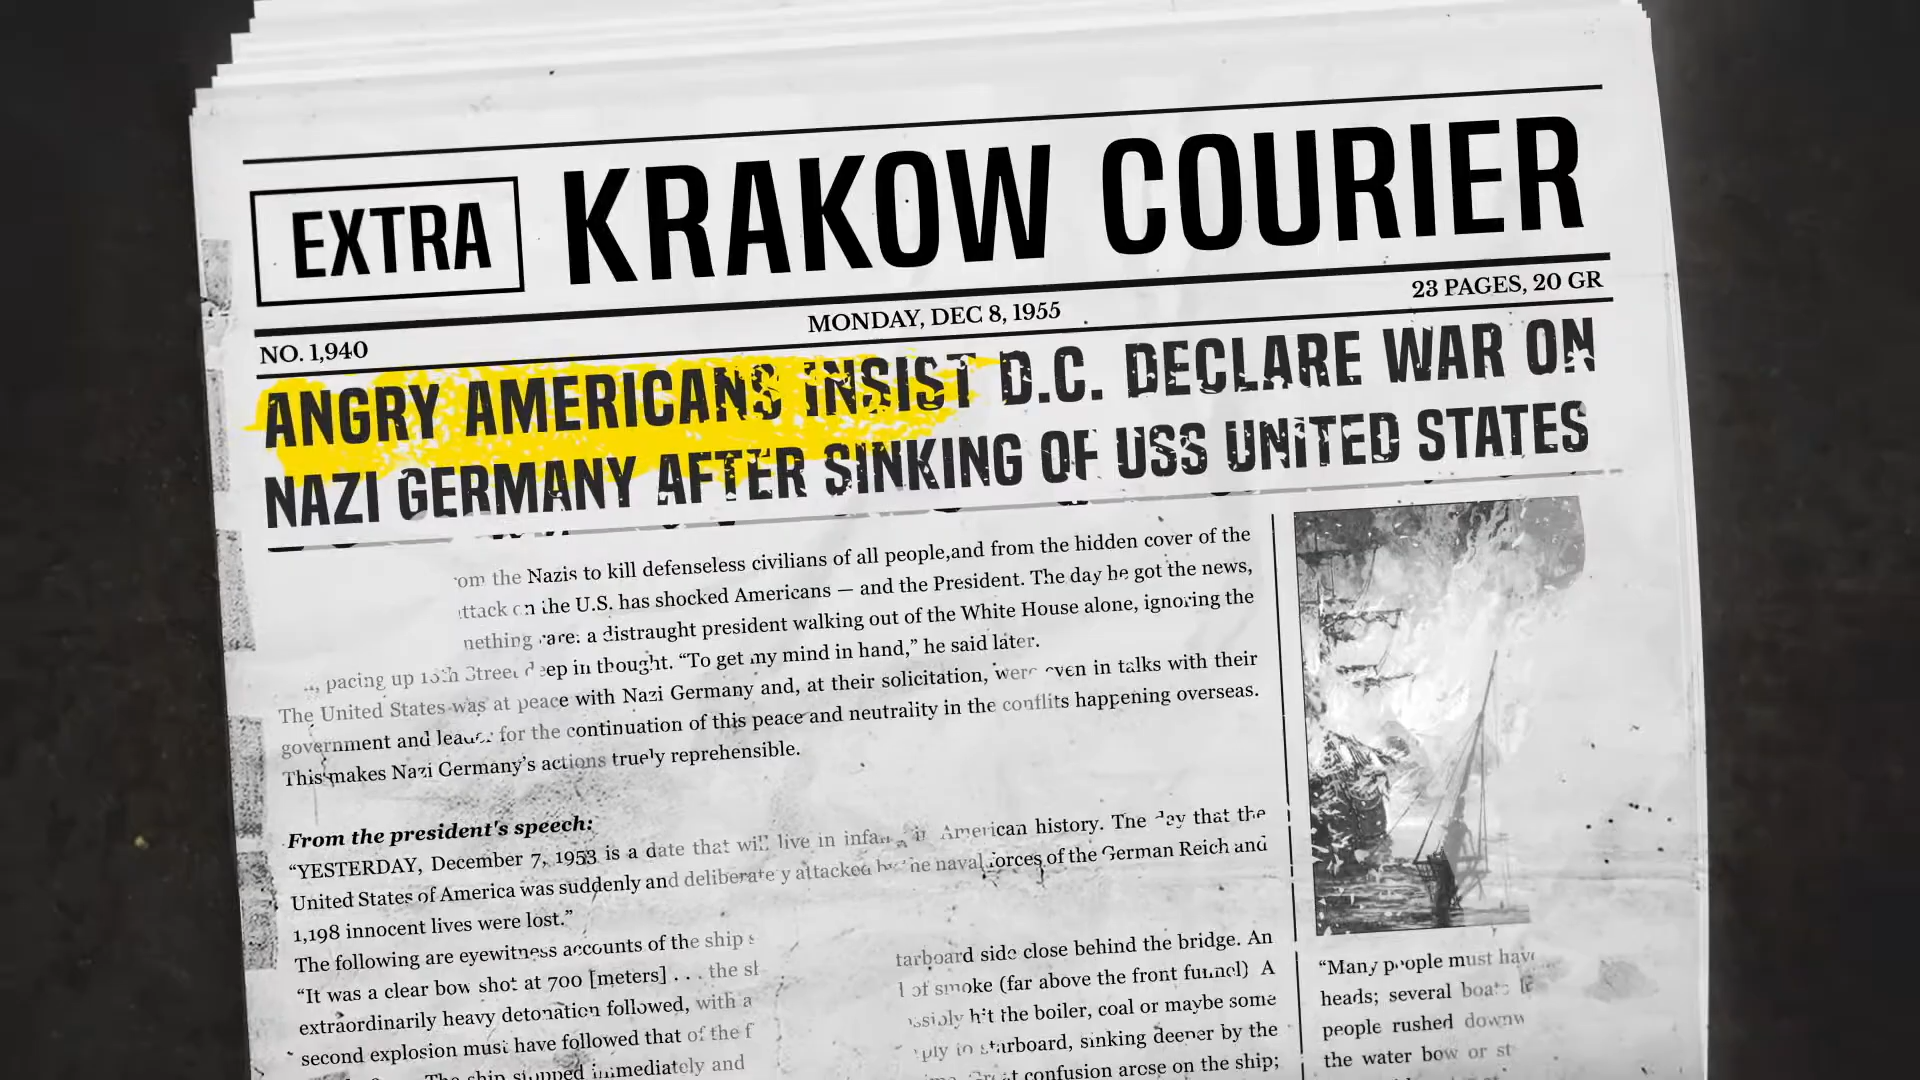 EXTRA
KRAKOW COURIER
NO. 1,940
MONDAY, DEC 8, 1955
23 PAGES, 20 GR
ANGRY AMERICANS INSIST D.C. DECLARE WAR ON
NAZI GERMANY AFTER SINKING OF USS UNITED STATES
the Nazis to kill defenseless civilians of all people,and from the hidden cover of the
on the U.S. has shocked Americans — and the President. The day he got the news,
a distraught president walking out of the White House alone, ignoring the
pacing up Street deep in thought. “To get my mind in hand,” he said later.
The United States was at peace with Nazi Germany and, at their solicitation, were even in talks with their
government and for the continuation of this peace and neutrality in the conflits happening overseas.
This makes Nazi Germany’s actions truely reprehensible.
From the president's speech:
“YESTERDAY, December 7, 1953 is a date that will live in in American history. The day that the
United States of America was suddenly and deliberately attacked naval forces of the German Reich and
1,198 innocent lives were lost.”
The following are eyewitness accounts of the ship
“It was a clear bow shot at 700 [meters] . . . the
extraordinarily heavy detonation followed, with a
second explosion must have followed that of the
The ship stopped immediately and
tarboard side close behind the bridge. An
of smoke (far above the front funnel) A
hit the boiler, coal or maybe some
to starboard, sinking deeper by the
confusion arose on the ship;
“Many people must have
heads; several boats
people rushed
the water bow or